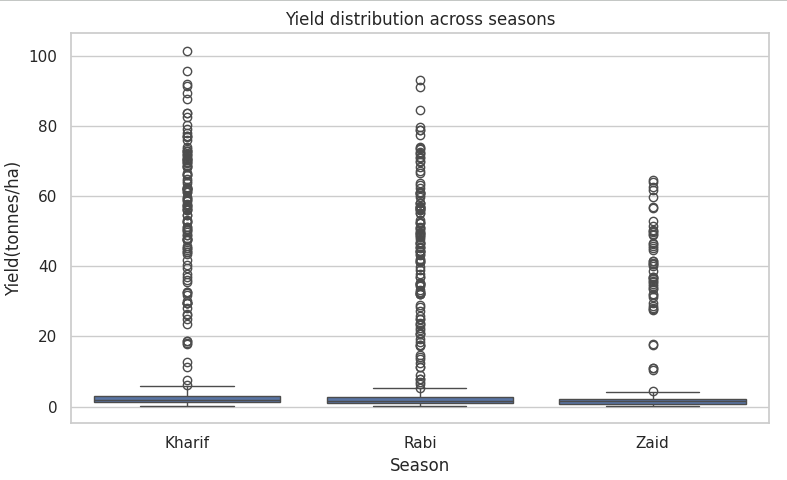 Yield distribution across seasons
100
80
60
40
20
0
Yield(tonnes/ha)
Kharif Rabi Zaid
Season